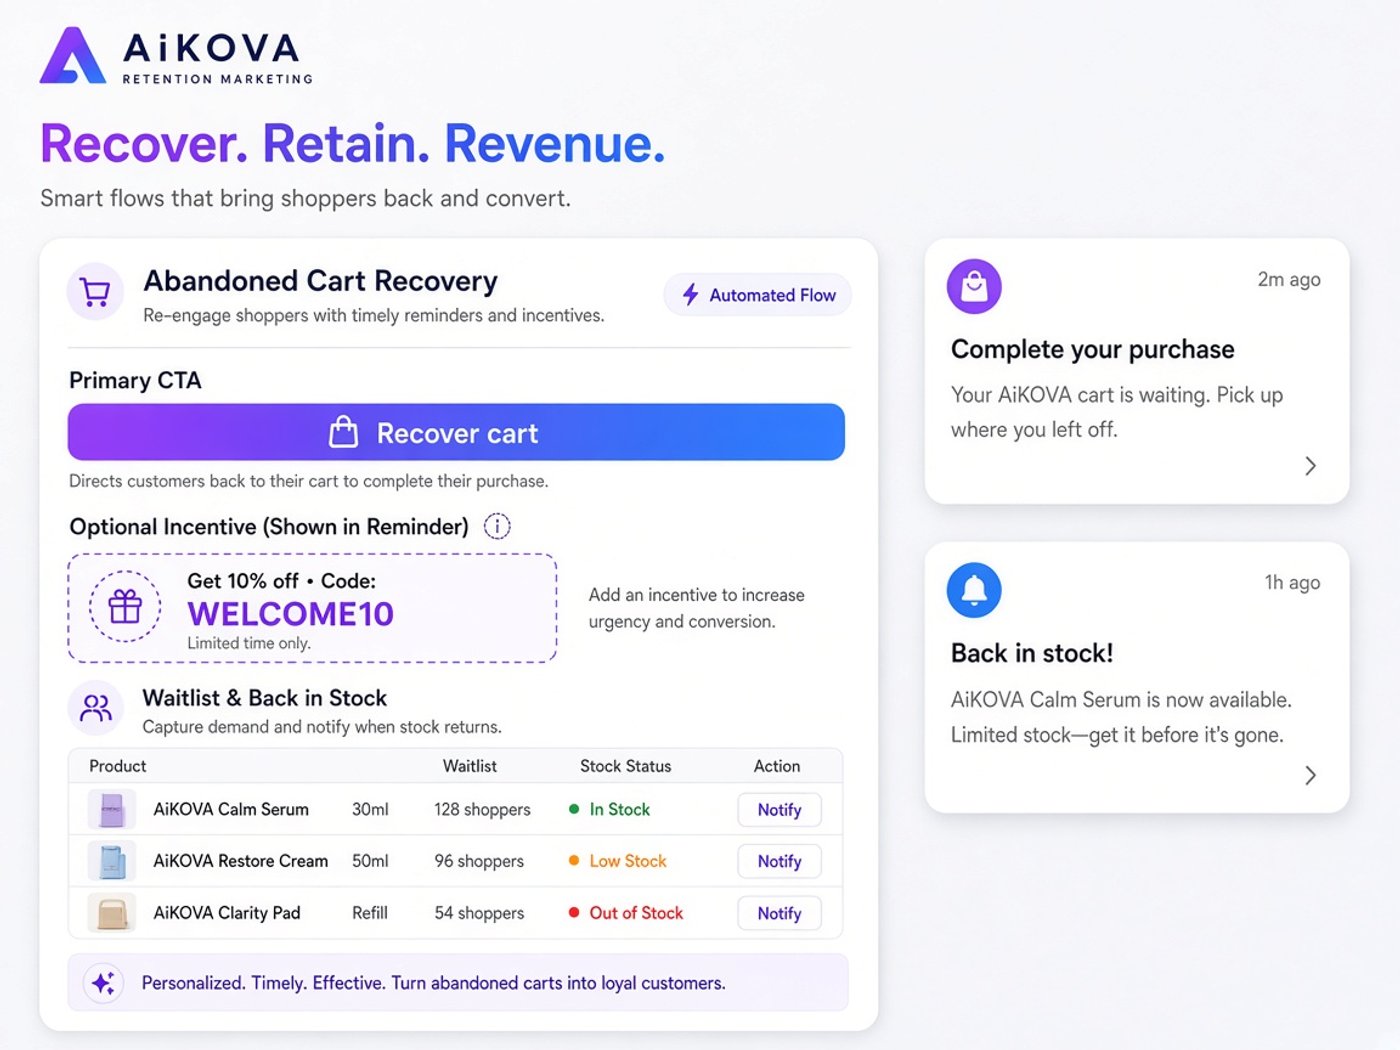 AiKOVA
RETENTION MARKETING
Recover. Retain. Revenue.
Smart flows that bring shoppers back and convert.
Abandoned Cart Recovery
Re-engage shoppers with timely reminders and incentives.
Automated Flow
Primary CTA
Recover cart
Directs customers back to their cart to complete their purchase.
Optional Incentive (Shown in Reminder)
Get 10% off • Code:
WELCOME10
Limited time only.
Add an incentive to increase
urgency and conversion.
Waitlist & Back in Stock
Capture demand and notify when stock returns.
Product Waitlist Stock Status Action
AiKOVA Calm Serum 30ml 128 shoppers In Stock Notify
AiKOVA Restore Cream 50ml 96 shoppers Low Stock Notify
AiKOVA Clarity Pad Refill 54 shoppers Out of Stock Notify
Personalized. Timely. Effective. Turn abandoned carts into loyal customers.
2m ago
Complete your purchase
Your AiKOVA cart is waiting. Pick up
where you left off.
1h ago
Back in stock!
AiKOVA Calm Serum is now available.
Limited stock—get it before it's gone.